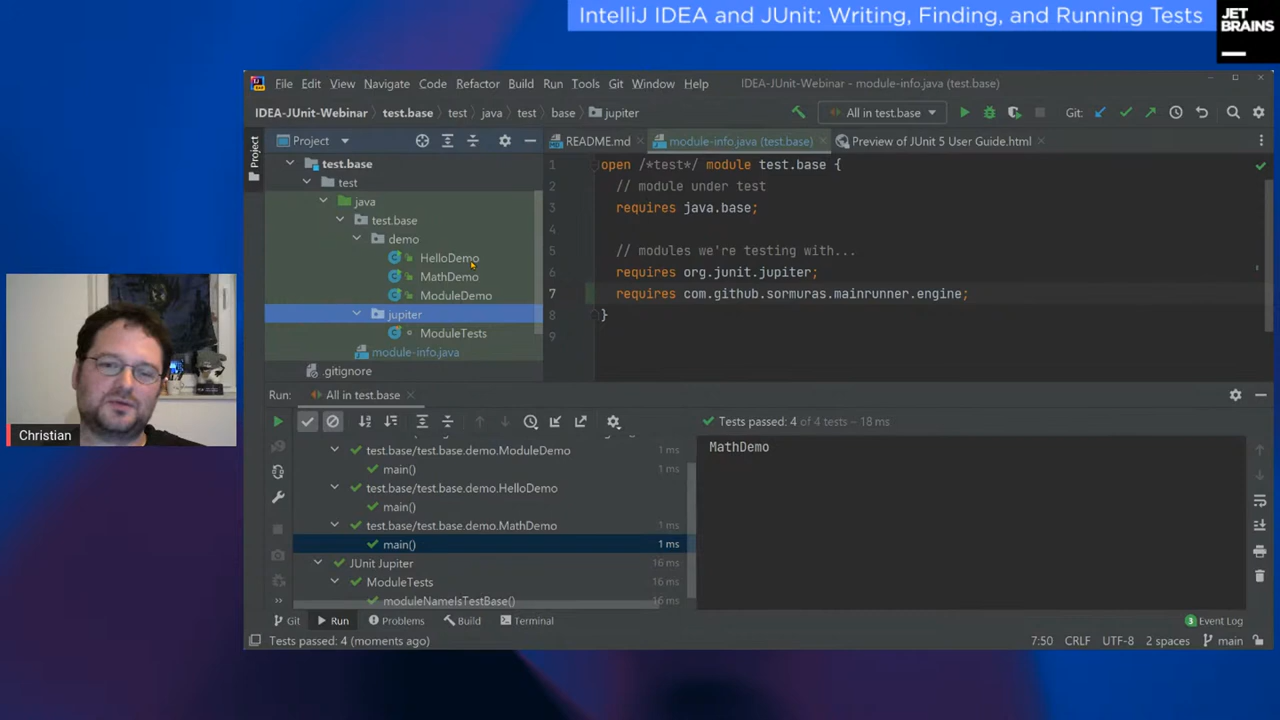 IntelliJ IDEA and JUnit: Writing, Finding, and Running Tests
JET
BRAINS
File Edit View Navigate Code Refactor Build Run Tools Git Window Help IDEA-JUnit-Webinar – module-info.java (test.base)
IDEA-JUnit-Webinar test.base test java test base jupiter All in test.base Git:
Project
Project
README.md module-info.java (test.base) Preview of JUnit 5 User Guide.html
test.base
test
java
test.base
demo
HelloDemo
MathDemo
ModuleDemo
jupiter
ModuleTests
module-info.java
.gitignore
1 open /*test*/ module test.base {
2 // module under test
3 requires java.base;
4
5 // modules we're testing with...
6 requires org.junit.jupiter;
7 requires com.github.sormuras.mainrunner.engine;
8 }
9
Christian
Run: All in test.base
Tests passed: 4 of 4 tests – 18 ms
test.base/test.base.demo.ModuleDemo 1 ms
main() 1 ms
test.base/test.base.demo.HelloDemo
main()
test.base/test.base.demo.MathDemo 1 ms
main() 1 ms
JUnit Jupiter 16 ms
ModuleTests 16 ms
moduleNameIsTestBase() 16 ms
MathDemo
Git Run Problems Build Terminal 3 Event Log
Tests passed: 4 (moments ago) 7:50 CRLF UTF-8 2 spaces main